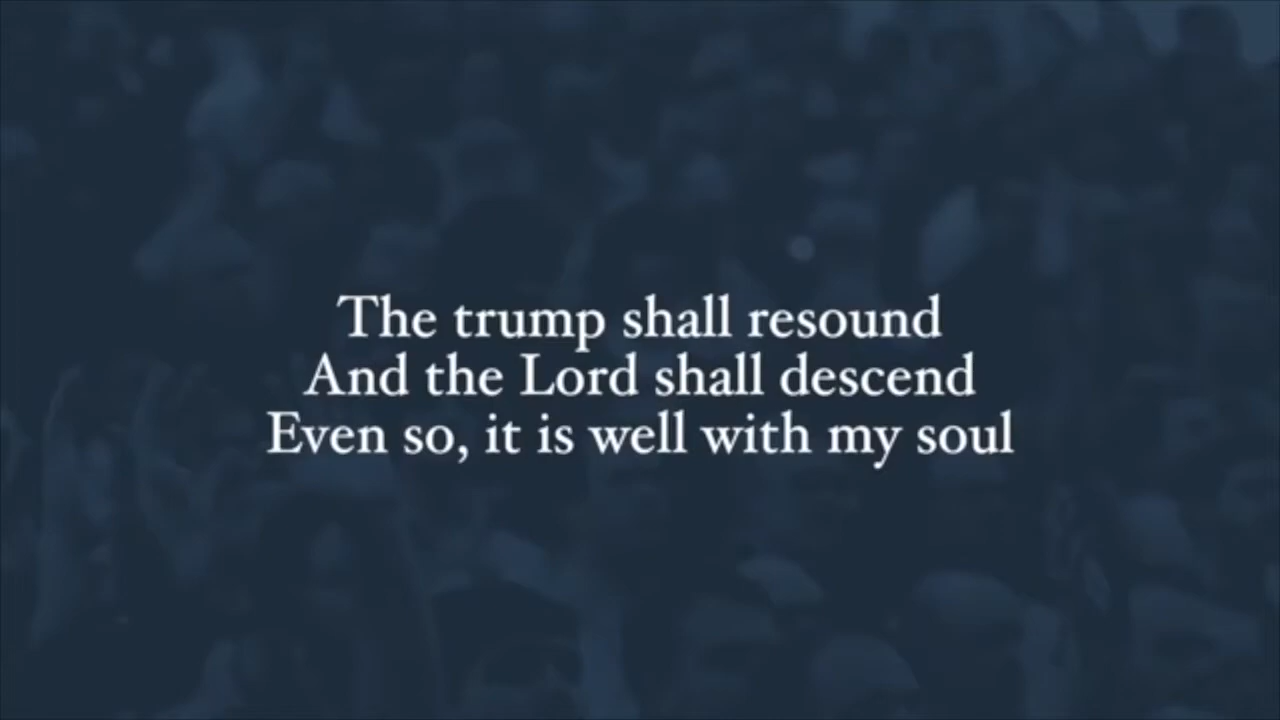 The trump shall resound
And the Lord shall descend
Even so, it is well with my soul